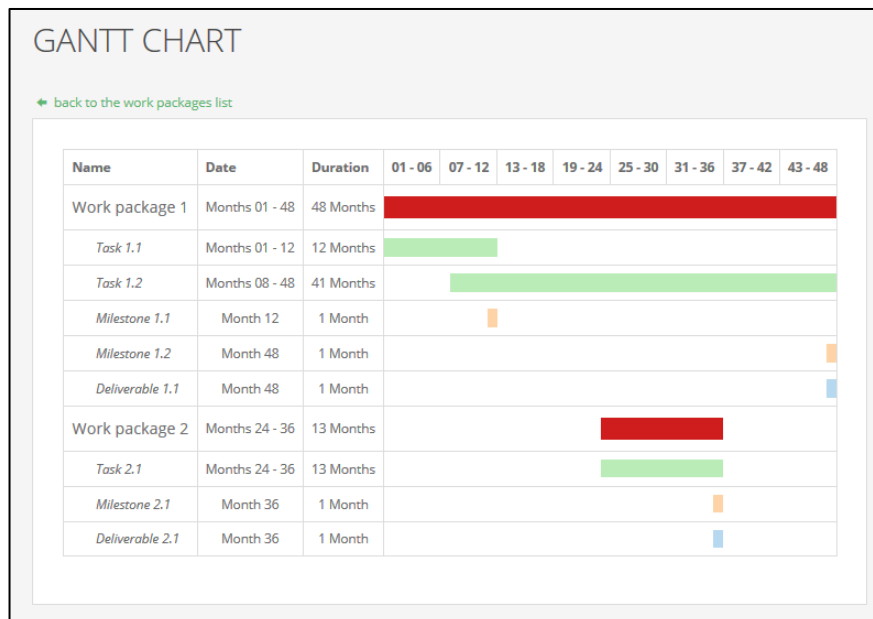 GANTT CHART
back to the work packages list
Name Date Duration 01 - 06 07 - 12 13 - 18 19 - 24 25 - 30 31 - 36 37 - 42 43 - 48
Work package 1 Months 01 - 48 48 Months
Task 1.1 Months 01 - 12 12 Months
Task 1.2 Months 08 - 48 41 Months
Milestone 1.1 Month 12 1 Month
Milestone 1.2 Month 48 1 Month
Deliverable 1.1 Month 48 1 Month
Work package 2 Months 24 - 36 13 Months
Task 2.1 Months 24 - 36 13 Months
Milestone 2.1 Month 36 1 Month
Deliverable 2.1 Month 36 1 Month